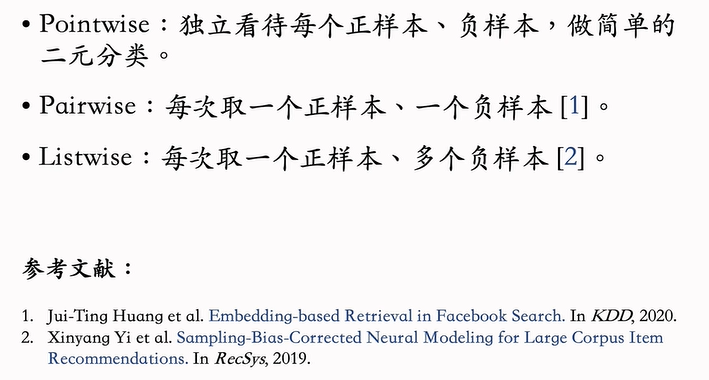 • Pointwise：独立看待每个正样本、负样本，做简单的
二元分类。
• Pairwise：每次取一个正样本、一个负样本 [1]。
• Listwise：每次取一个正样本、多个负样本 [2]。
参考文献：
1. Jui-Ting Huang et al. Embedding-based Retrieval in Facebook Search. In KDD, 2020.
2. Xinyang Yi et al. Sampling-Bias-Corrected Neural Modeling for Large Corpus Item
Recommendations. In RecSys, 2019.